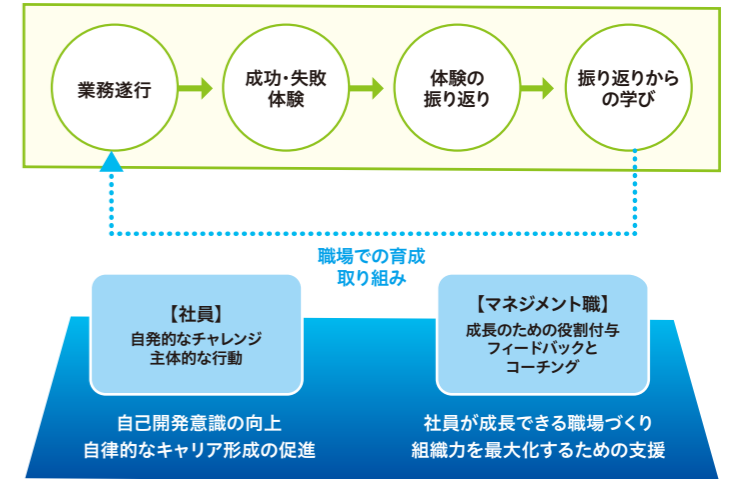 業務遂行
成功・失敗
体験
体験の
振り返り
振り返りから
の学び
職場での育成
取り組み
【社員】
自発的なチャレンジ
主体的な行動
【マネジメント職】
成長のための役割付与
フィードバックと
コーチング
自己開発意識の向上
自律的なキャリア形成の促進
社員が成長できる職場づくり
組織力を最大化するための支援